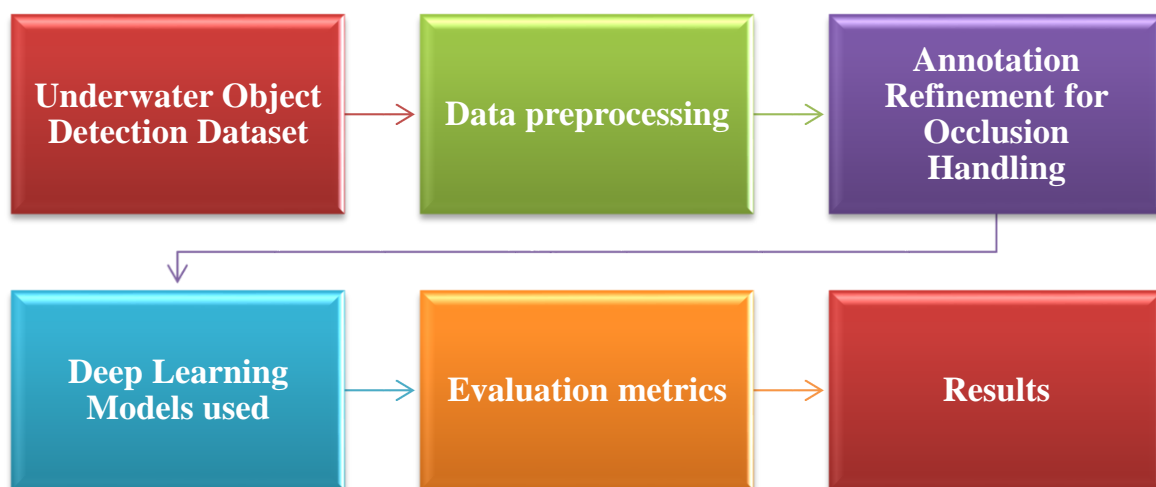 Underwater Object
Detection Dataset
Data preprocessing
Annotation
Refinement for
Occlusion
Handling
Deep Learning
Models used
Evaluation metrics
Results